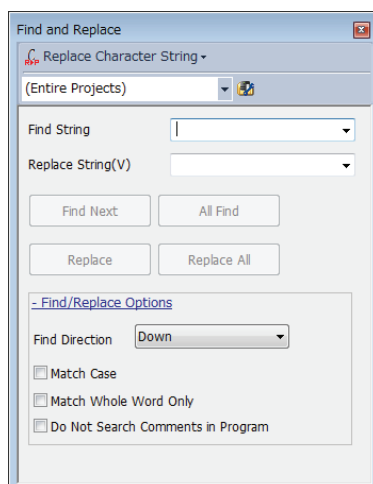 Find and Replace
Replace Character String
(Entire Projects)
Find String
Replace String(V)
Find Next All Find
Replace Replace All
- Find/Replace Options
Find Direction Down
Match Case
Match Whole Word Only
Do Not Search Comments in Program